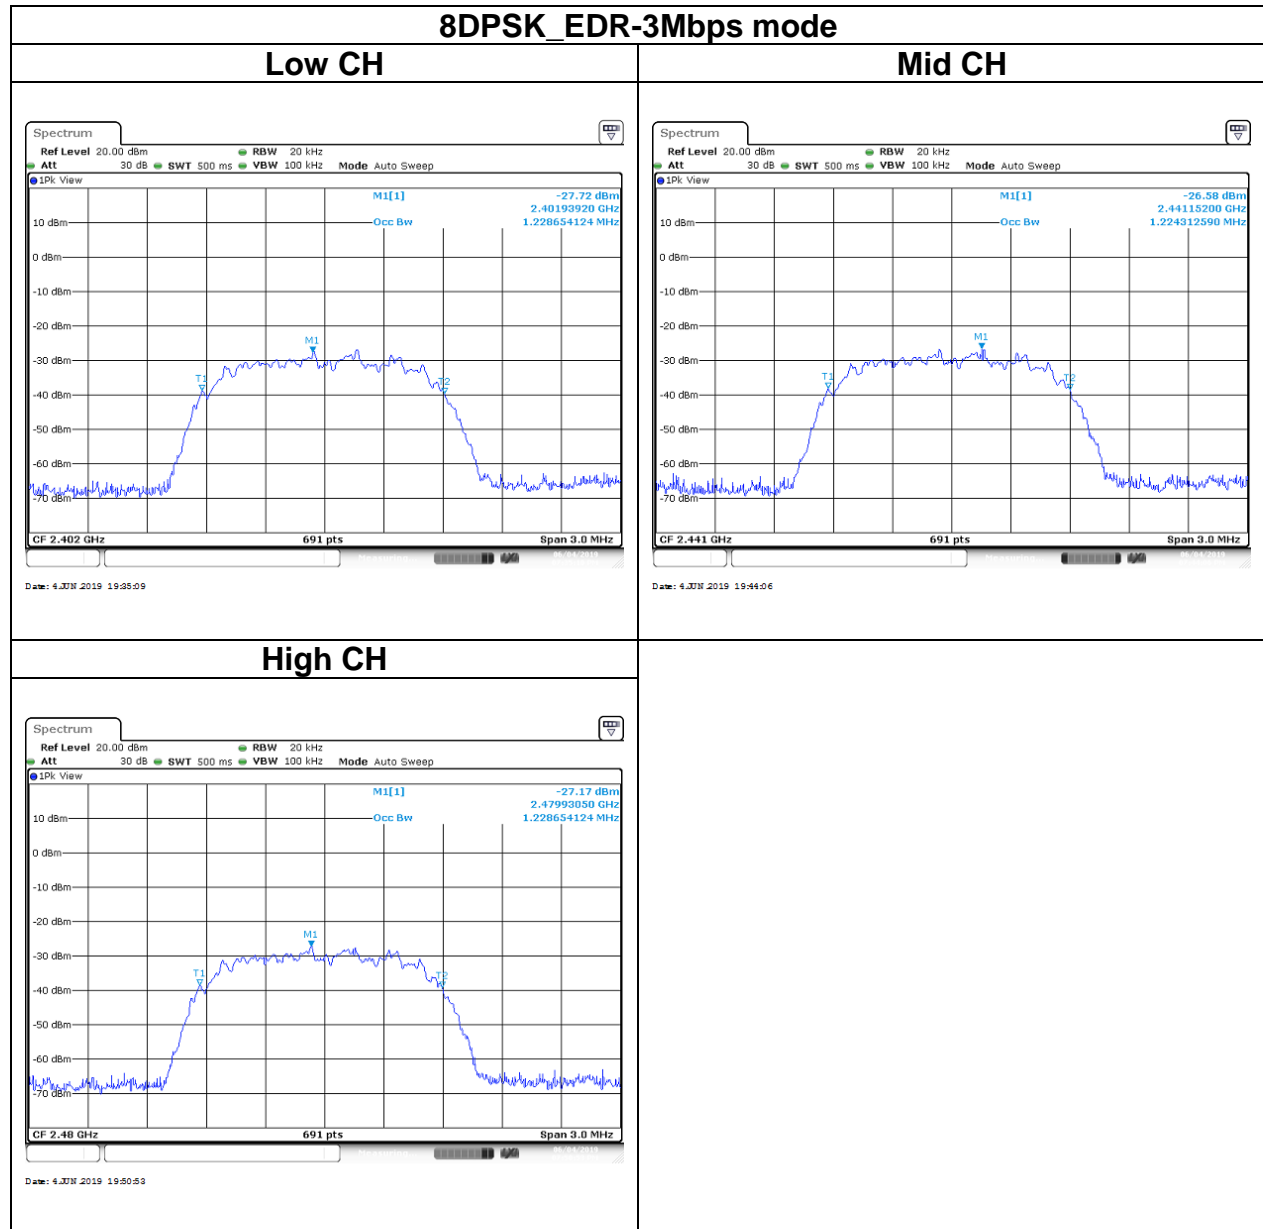 8DPSK_EDR-3Mbps mode
Low CH
Mid CH
Spectrum
Ref Level 20.00 dBm RBW 20 kHz
Att 30 dB SWT 500 ms VBW 100 kHz Mode Auto Sweep
1Pk View
M1[1] -27.72 dBm
2.40193920 GHz
10 dBm Occ Bw 1.228654124 MHz
0 dBm
-10 dBm
-20 dBm
M1
-30 dBm
T1
T2
-40 dBm
-50 dBm
-60 dBm
-70 dBm
CF 2.402 GHz 691 pts Span 3.0 MHz
Date: 4.JUN.2019 19:35:09
Spectrum
Ref Level 20.00 dBm RBW 20 kHz
Att 30 dB SWT 500 ms VBW 100 kHz Mode Auto Sweep
1Pk View
M1[1] -26.58 dBm
2.44115200 GHz
10 dBm Occ Bw 1.224312590 MHz
0 dBm
-10 dBm
-20 dBm
M1
-30 dBm
T1
T2
-40 dBm
-50 dBm
-60 dBm
-70 dBm
CF 2.441 GHz 691 pts Span 3.0 MHz
Date: 4.JUN.2019 19:44:06
High CH
Spectrum
Ref Level 20.00 dBm RBW 20 kHz
Att 30 dB SWT 500 ms VBW 100 kHz Mode Auto Sweep
1Pk View
M1[1] -27.17 dBm
2.47993050 GHz
10 dBm Occ Bw 1.228654124 MHz
0 dBm
-10 dBm
-20 dBm
M1
-30 dBm
T1
T2
-40 dBm
-50 dBm
-60 dBm
-70 dBm
CF 2.48 GHz 691 pts Span 3.0 MHz
Date: 4.JUN.2019 19:50:53